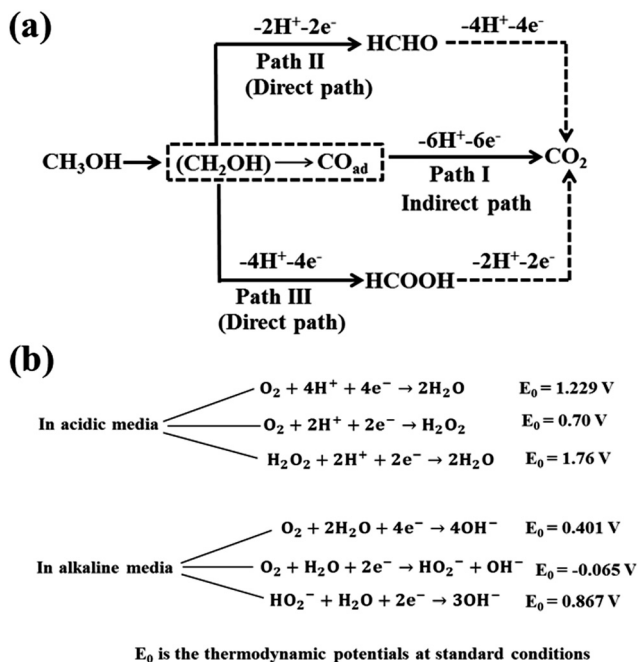 (a)
-2H⁺-2e⁻ HCHO -4H⁺-4e⁻
Path II
(Direct path)
CH₃OH → (CH₂OH) → CO_ad -6H⁺-6e⁻ CO₂
Path I
Indirect path
-4H⁺-4e⁻ HCOOH -2H⁺-2e⁻
Path III
(Direct path)
(b)
In acidic media
O₂ + 4H⁺ + 4e⁻ → 2H₂O E₀ = 1.229 V
O₂ + 2H⁺ + 2e⁻ → H₂O₂ E₀ = 0.70 V
H₂O₂ + 2H⁺ + 2e⁻ → 2H₂O E₀ = 1.76 V
In alkaline media
O₂ + 2H₂O + 4e⁻ → 4OH⁻ E₀ = 0.401 V
O₂ + H₂O + 2e⁻ → HO₂⁻ + OH⁻ E₀ = -0.065 V
HO₂⁻ + H₂O + 2e⁻ → 3OH⁻ E₀ = 0.867 V
E₀ is the thermodynamic potentials at standard conditions